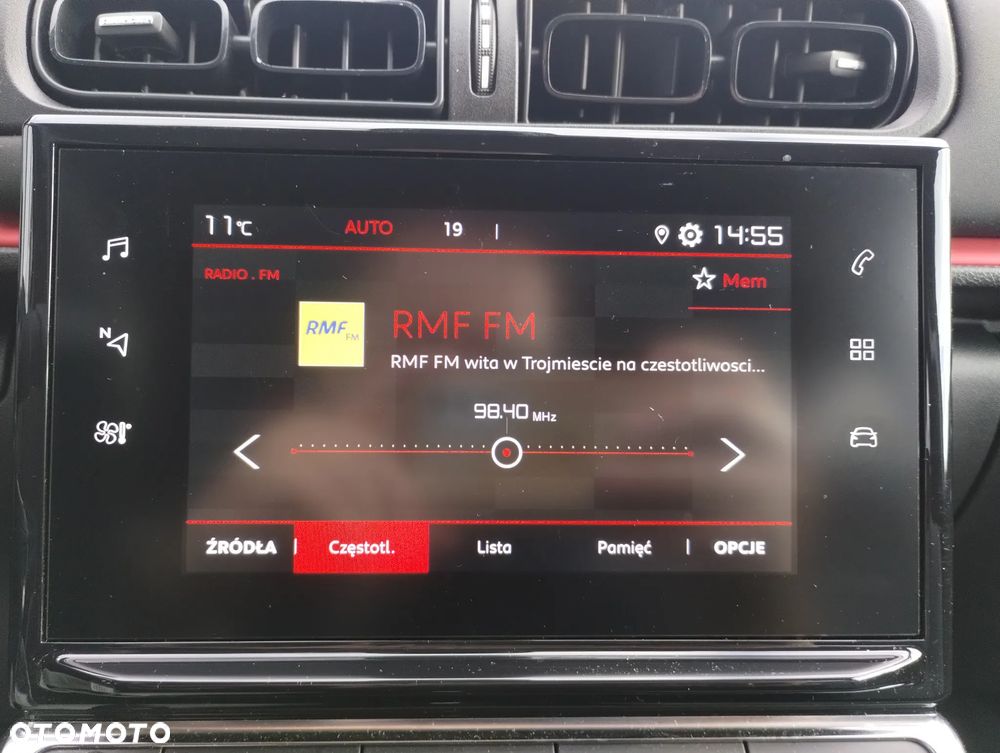 11°C AUTO 19 | 14:55
RADIO . FM
Mem
RMF FM
RMF FM
RMF FM wita w Trojmiescie na czestotliwosci...
98.40 MHz
N
ŹRÓDŁA | Częstotl. Lista Pamięć | OPCJE
OTOMOTO